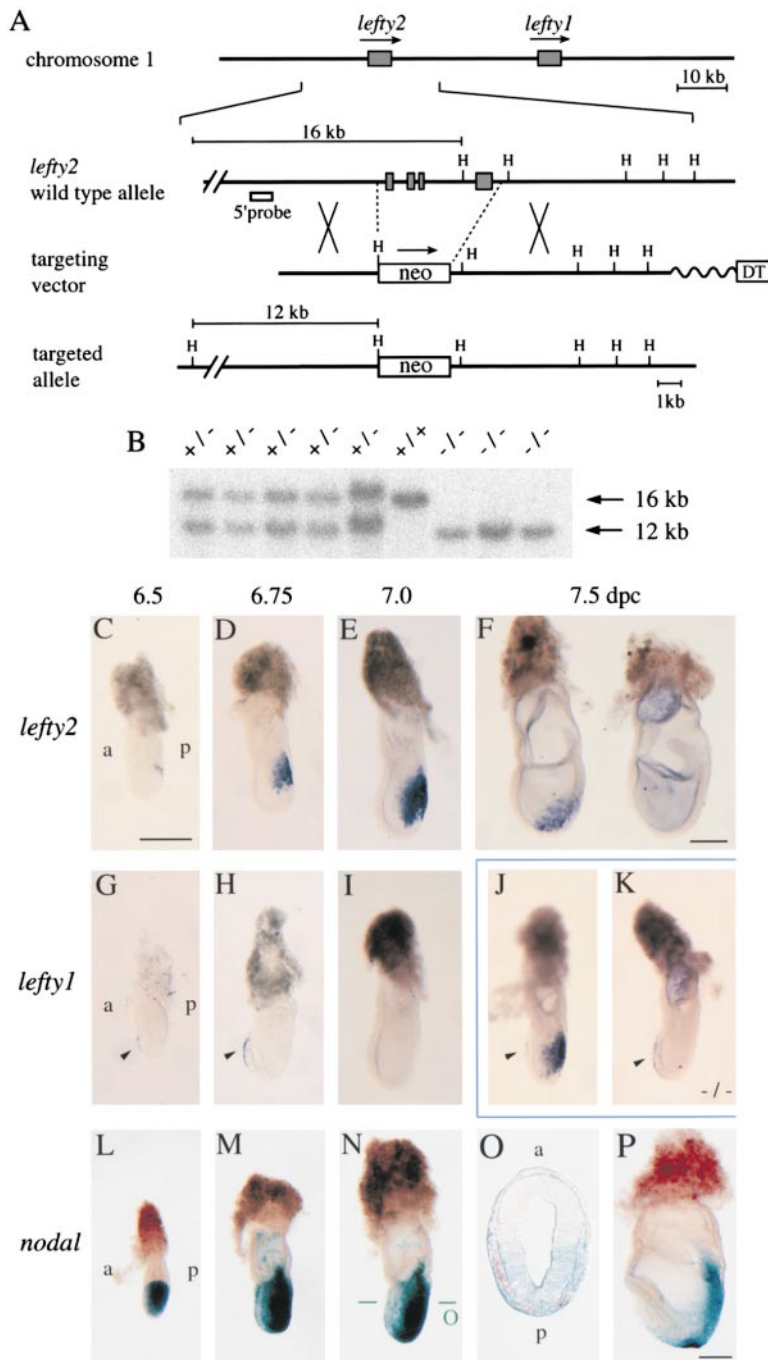 A
lefty2 lefty1
chromosome 1
10 kb
16 kb
lefty2
wild type allele
H H H H H
5'probe
targeting
vector
H H H H H
neo
DT
12 kb
targeted
allele
H H H H H H
neo
1kb
B
+/- +/- +/- +/- +/- +/+ -/- -/- -/-
16 kb
12 kb
6.5 6.75 7.0 7.5 dpc
C D E F
lefty2
a p
G H I J K
lefty1
a p
-/-
L M N O P
nodal
a p
O
a
p